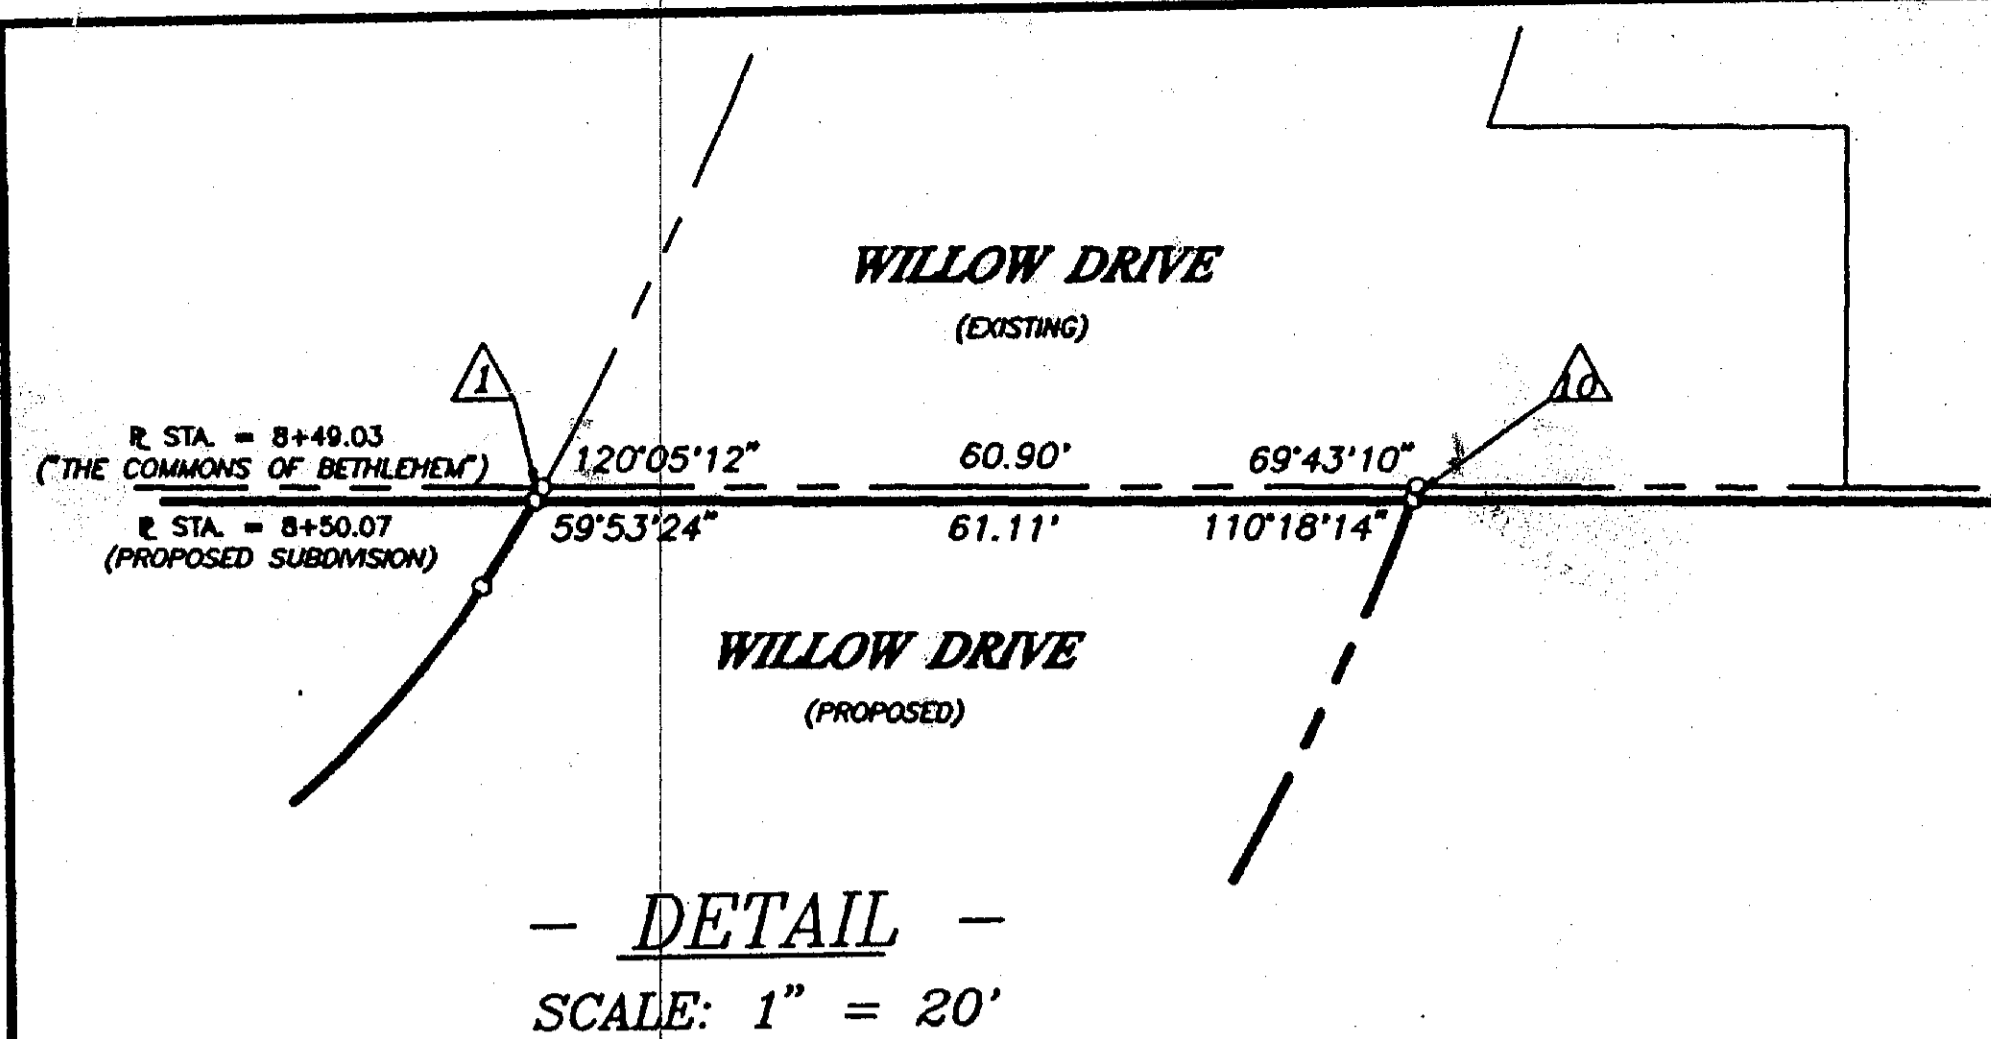 WILLOW DRIVE
(EXISTING)
1
10
PL STA. = 8+49.03
("THE COMMONS OF BETHLEHEM")
120°05'12"
60.90'
69°43'10"
PL STA. = 8+50.07
(PROPOSED SUBDIVISION)
59°53'24"
61.11'
110°18'14"
WILLOW DRIVE
(PROPOSED)
- DETAIL -
SCALE: 1" = 20'